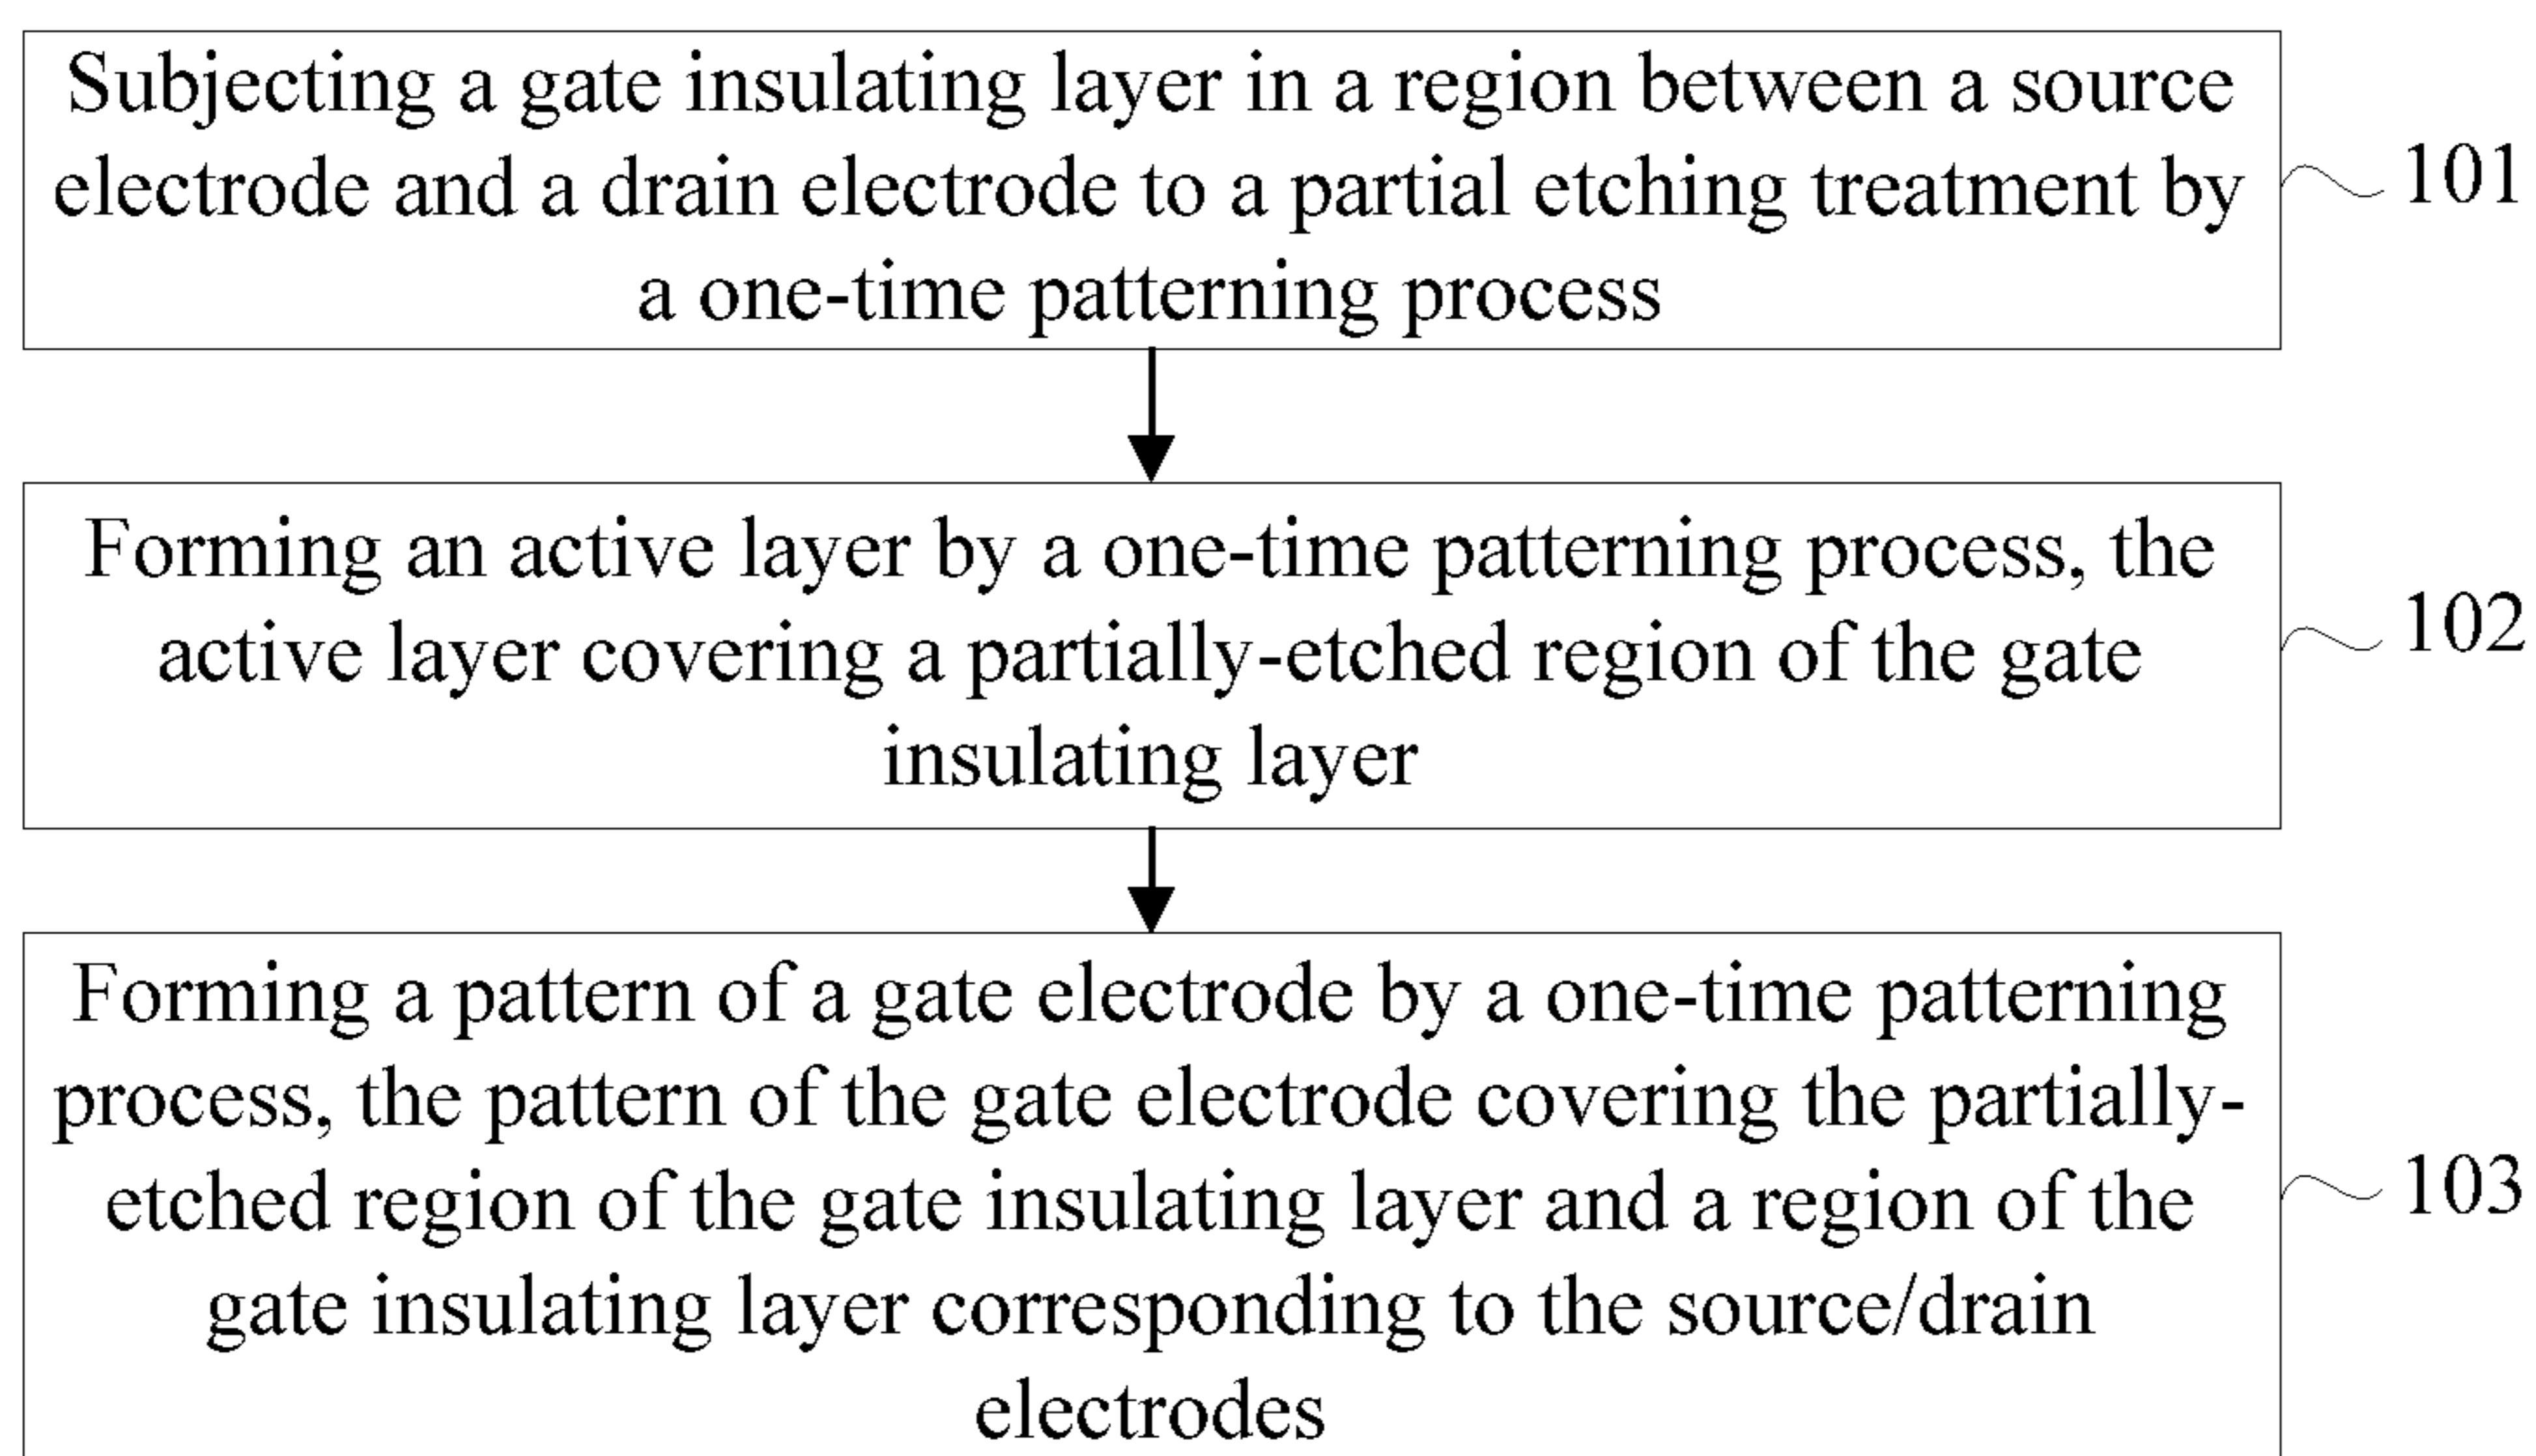 Subjecting a gate insulating layer in a region between a source
electrode and a drain electrode to a partial etching treatment by
a one-time patterning process
101
Forming an active layer by a one-time patterning process, the
active layer covering a partially-etched region of the gate
insulating layer
102
Forming a pattern of a gate electrode by a one-time patterning
process, the pattern of the gate electrode covering the partially-
etched region of the gate insulating layer and a region of the
gate insulating layer corresponding to the source/drain
electrodes
103